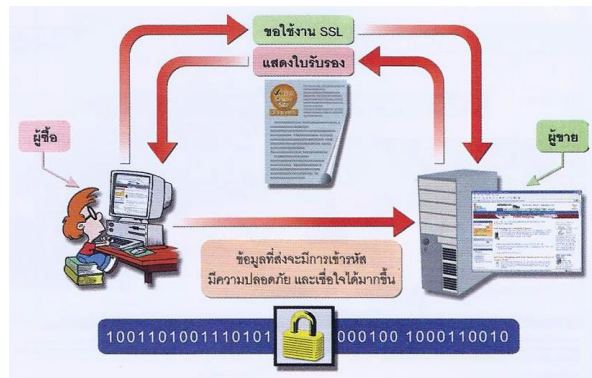 ขอใช้งาน SSL
แสดงใบรับรอง
ผู้ซื้อ
ผู้ขาย
ข้อมูลที่ส่งจะมีการเข้ารหัส
มีความปลอดภัย และเชื่อใจได้มากขึ้น
1001101001110101 000100 1000110010